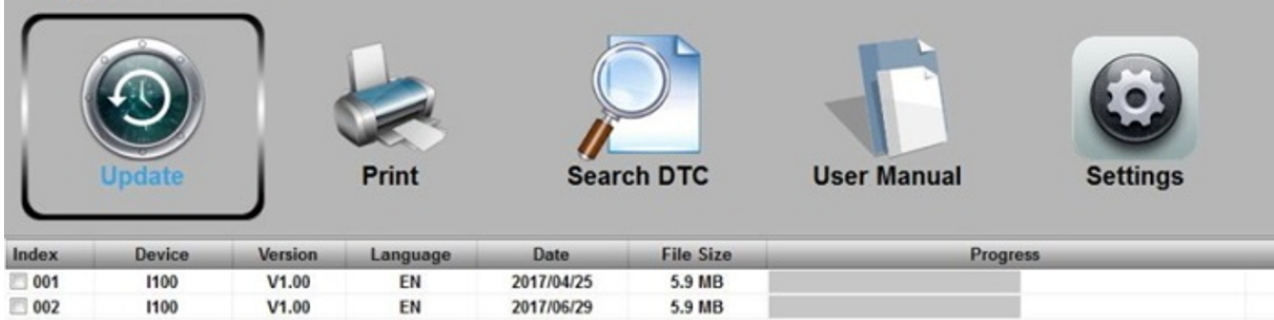 Update Print Search DTC User Manual Settings
Index Device Version Language Date File Size Progress
001 I100 V1.00 EN 2017/04/25 5.9 MB
002 I100 V1.00 EN 2017/06/29 5.9 MB